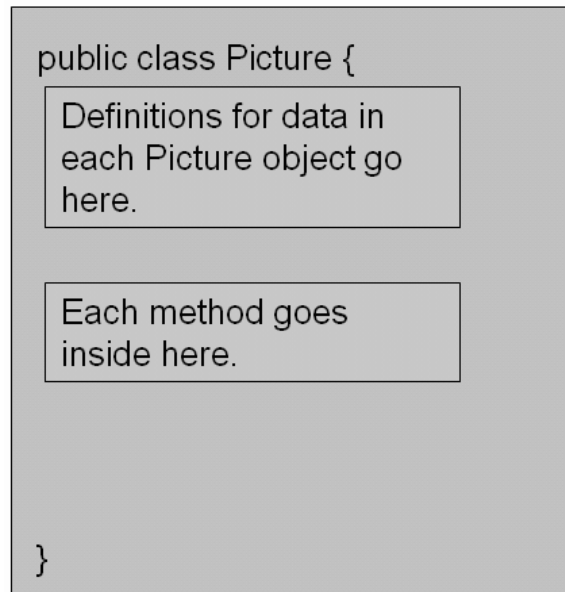 public class Picture {
Definitions for data in
each Picture object go
here.
Each method goes
inside here.
}